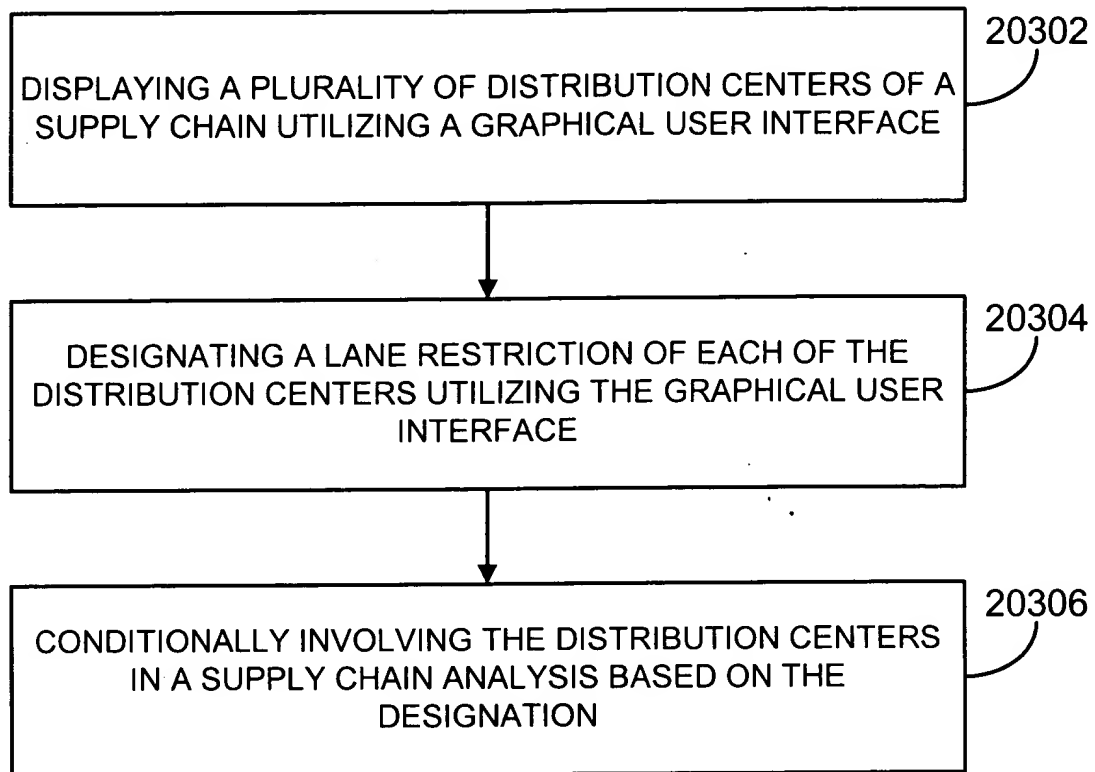 20302
DISPLAYING A PLURALITY OF DISTRIBUTION CENTERS OF A
SUPPLY CHAIN UTILIZING A GRAPHICAL USER INTERFACE
20304
DESIGNATING A LANE RESTRICTION OF EACH OF THE
DISTRIBUTION CENTERS UTILIZING THE GRAPHICAL USER
INTERFACE
20306
CONDITIONALLY INVOLVING THE DISTRIBUTION CENTERS
IN A SUPPLY CHAIN ANALYSIS BASED ON THE
DESIGNATION